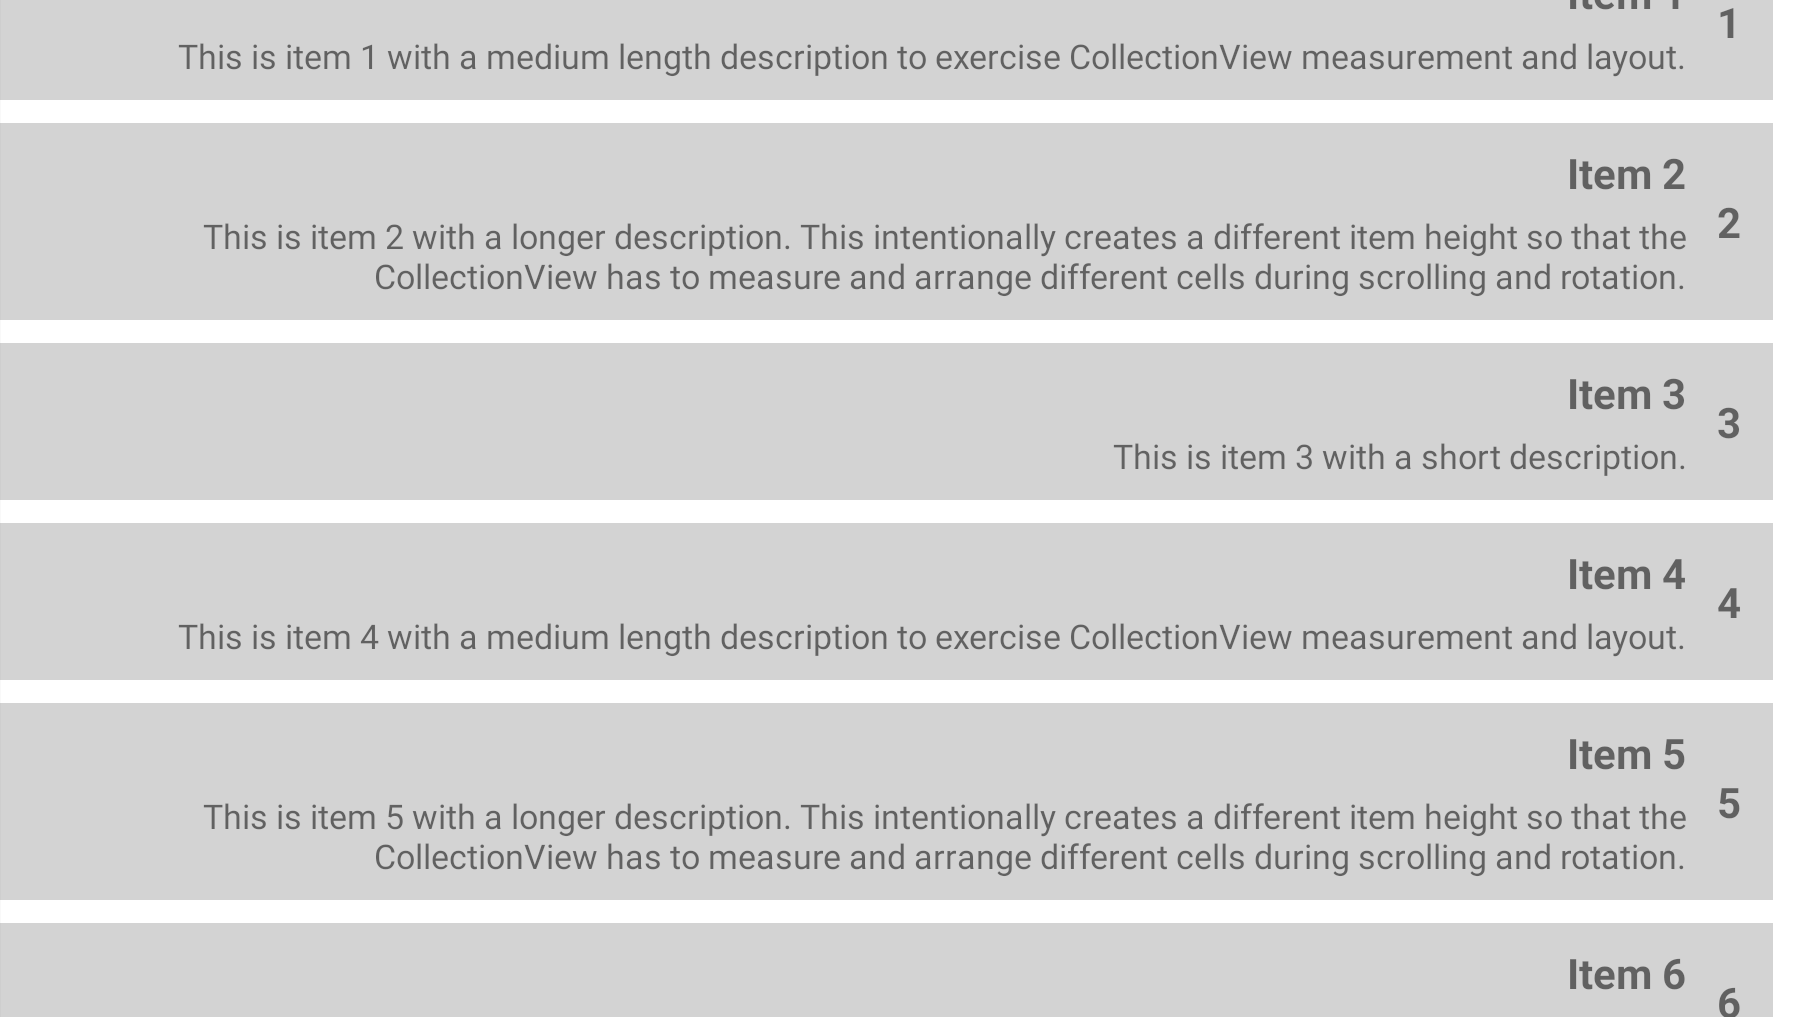 Item 1
1
This is item 1 with a medium length description to exercise CollectionView measurement and layout.
Item 2
2
This is item 2 with a longer description. This intentionally creates a different item height so that the
CollectionView has to measure and arrange different cells during scrolling and rotation.
Item 3
3
This is item 3 with a short description.
Item 4
4
This is item 4 with a medium length description to exercise CollectionView measurement and layout.
Item 5
5
This is item 5 with a longer description. This intentionally creates a different item height so that the
CollectionView has to measure and arrange different cells during scrolling and rotation.
Item 6
6